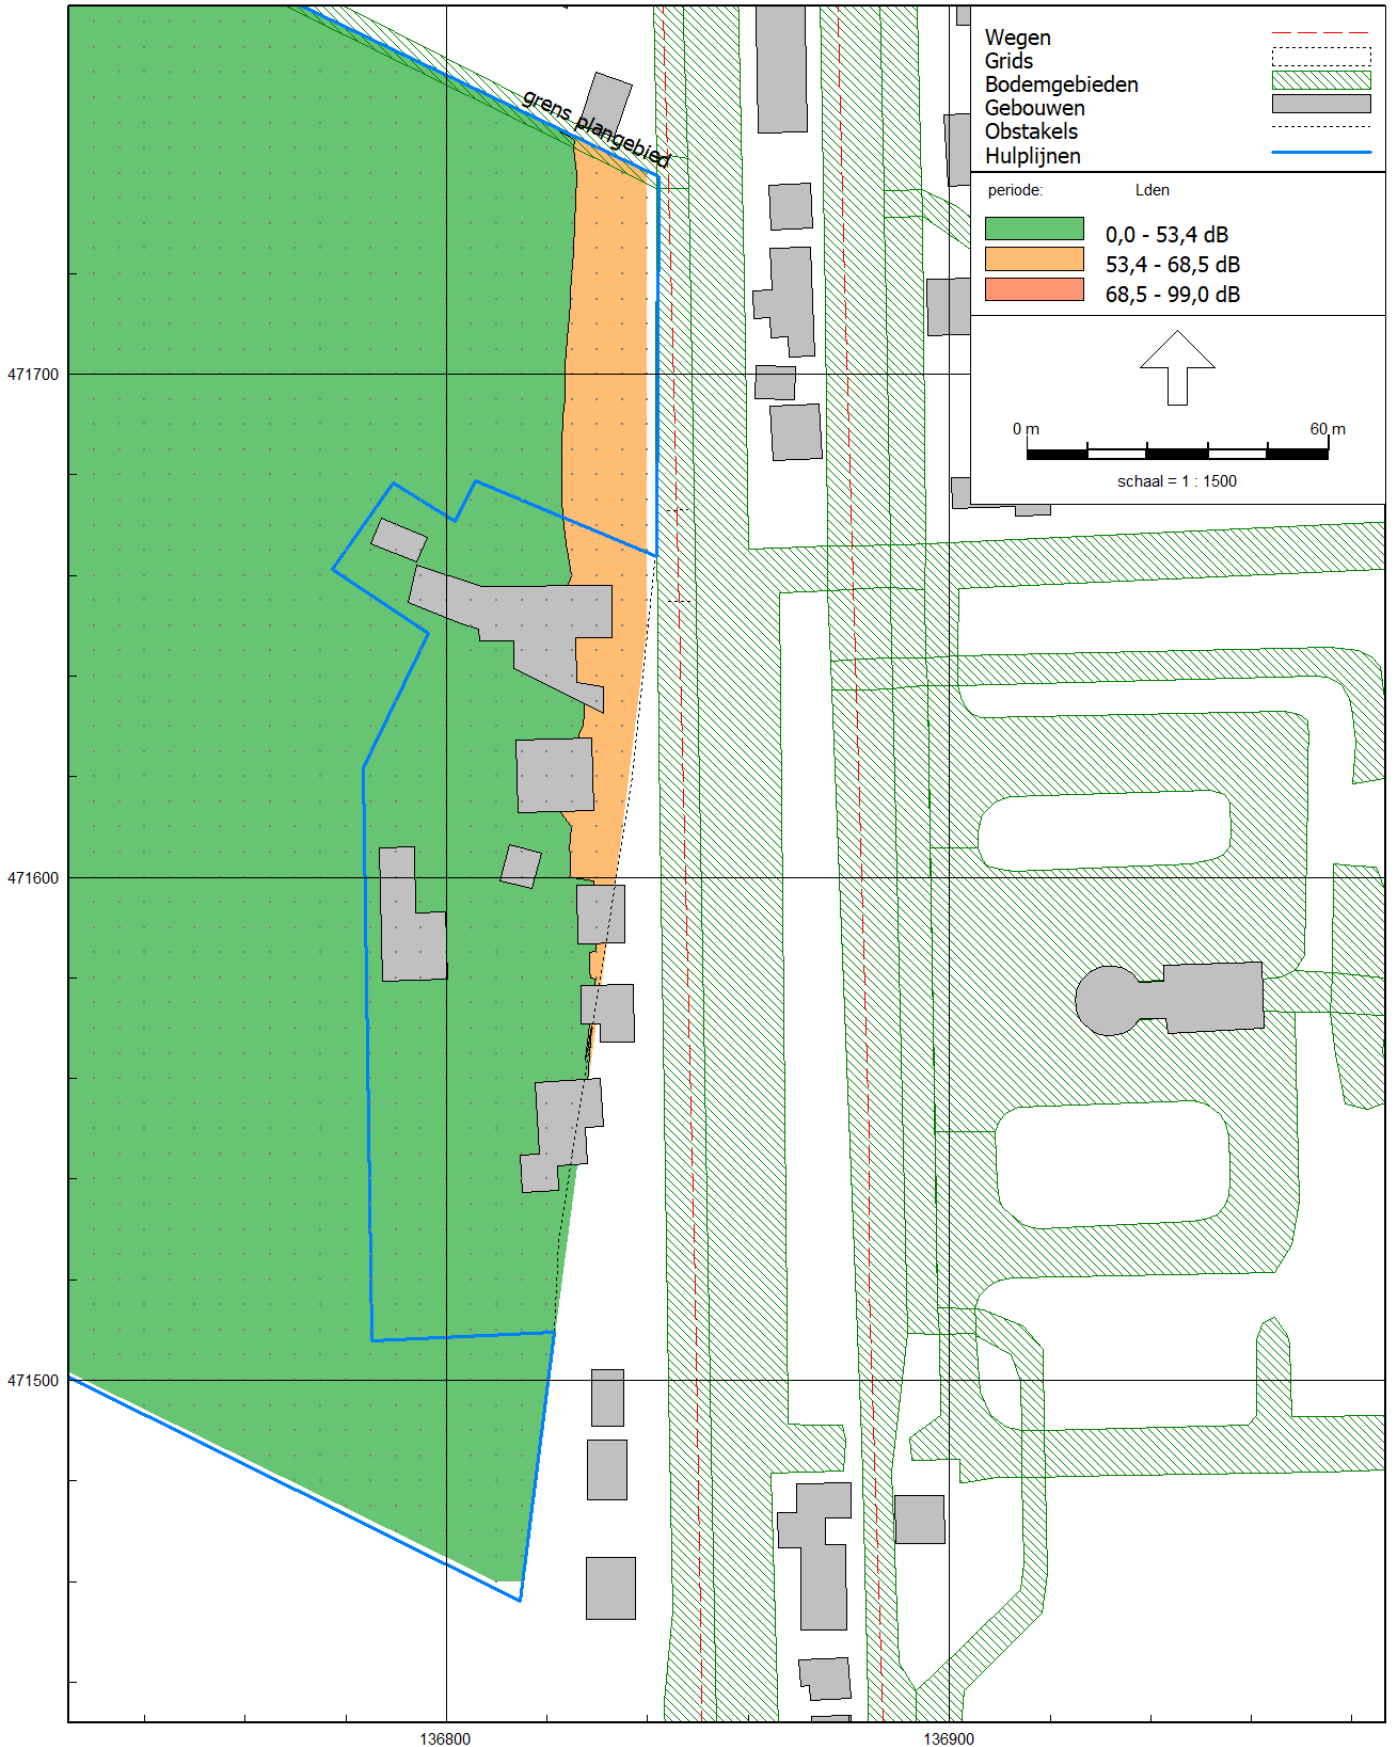 Wegen
Grids
Bodemgebieden
Gebouwen
Obstakels
Hulplijnen
periode: Lden
0,0 - 53,4 dB
53,4 - 68,5 dB
68,5 - 99,0 dB
0 m 60 m
schaal = 1 : 1500
grens plangebied
471700
471600
471500
136800 136900